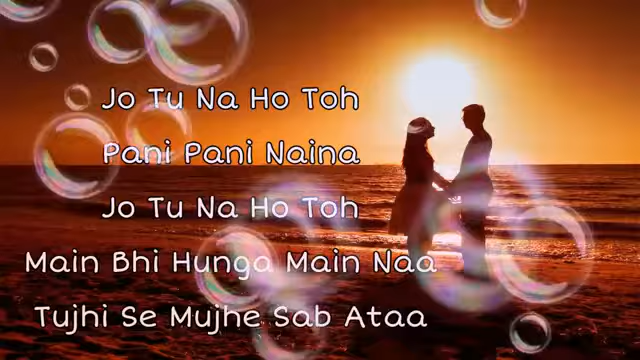 Jo Tu Na Ho Toh
Pani Pani Naina
Jo Tu Na Ho Toh
Main Bhi Hunga Main Naa
Tujhi Se Mujhe Sab Ataa